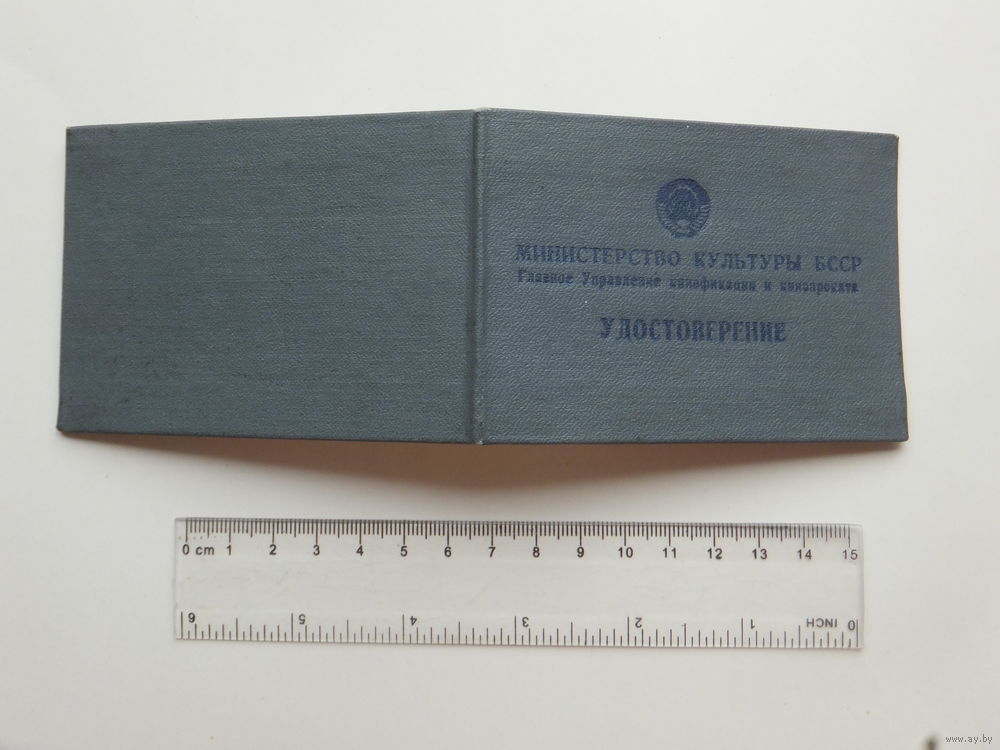 МИНИСТЕРСТВО КУЛЬТУРЫ БССР
Главное Управление кинофикации и кинопроката
УДОСТОВЕРЕНИЕ
0 cm 1 2 3 4 5 6 7 8 9 10 11 12 13 14 15
6 5 4 3 2 1 INCH 0
www.ay.by